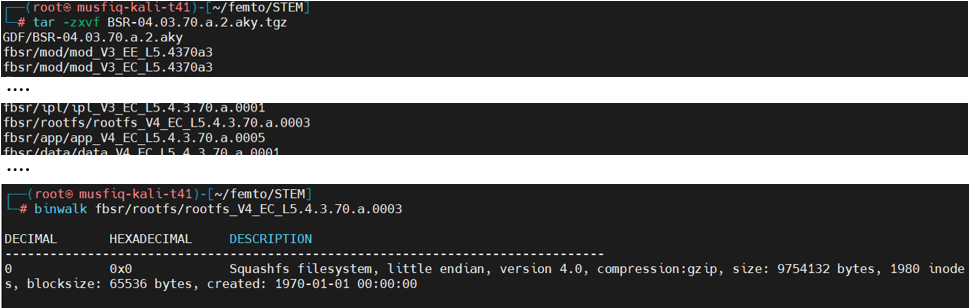 ┌──(root㉿ musfiq-kali-t41)-[~/femto/STEM]
└─# tar -zxvf BSR-04.03.70.a.2.aky.tgz
GDF/BSR-04.03.70.a.2.aky
fbsr/mod/mod_V3_EE_L5.4370a3
fbsr/mod/mod_V3_EC_L5.4370a3
....
fbsr/ipl/ipl_V3_EC_L5.4.3.70.a.0001
fbsr/rootfs/rootfs_V4_EC_L5.4.3.70.a.0003
fbsr/app/app_V4_EC_L5.4.3.70.a.0005
fbsr/data/data_V4_EC_L5.4.3.70.a.0001
....
┌──(root㉿ musfiq-kali-t41)-[~/femto/STEM]
└─# binwalk fbsr/rootfs/rootfs_V4_EC_L5.4.3.70.a.0003
DECIMAL       HEXADECIMAL     DESCRIPTION
--------------------------------------------------------------------------------
0             0x0             Squashfs filesystem, little endian, version 4.0, compression:gzip, size: 9754132 bytes, 1980 inode
s, blocksize: 65536 bytes, created: 1970-01-01 00:00:00